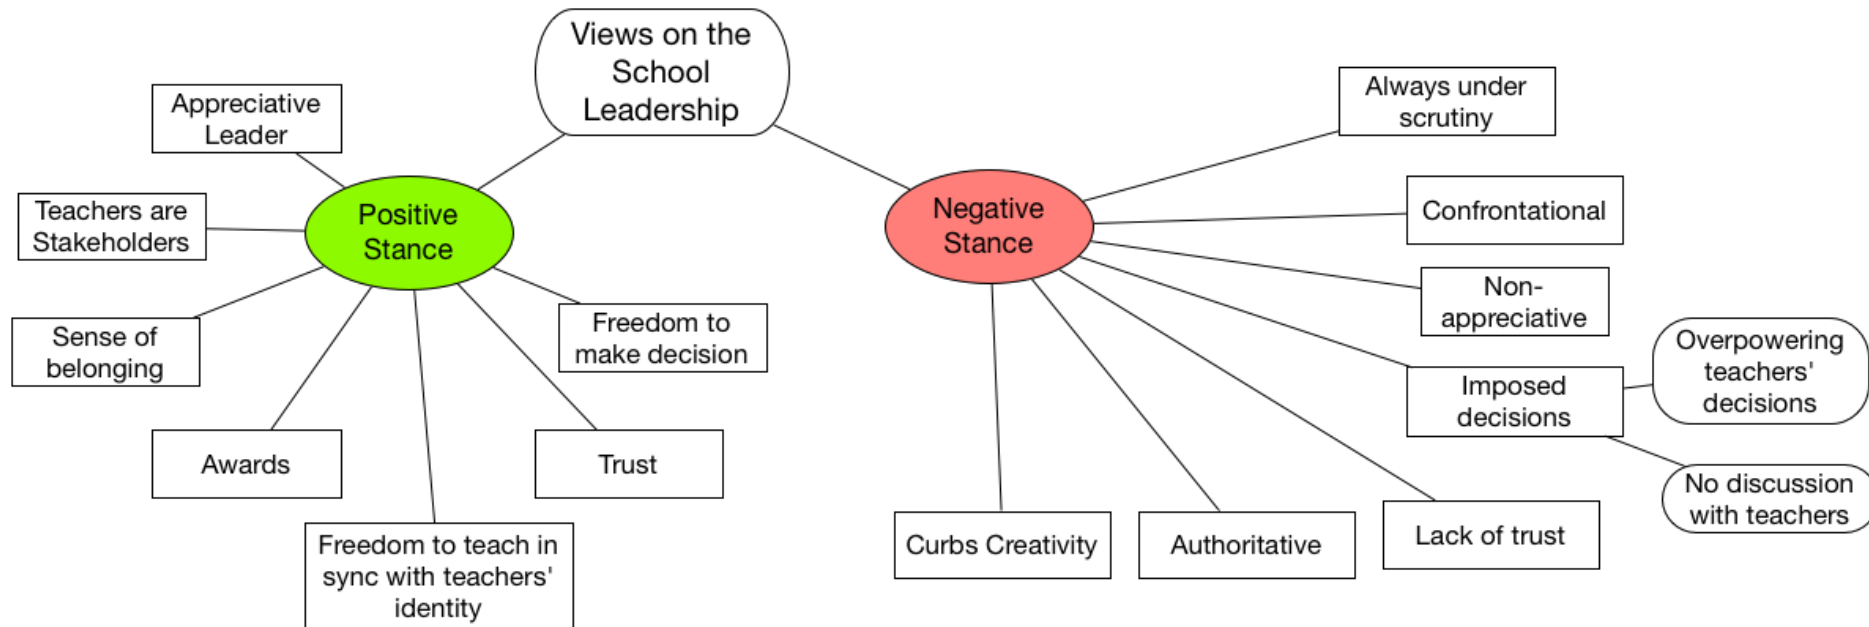 Views on the
School
Leadership
Appreciative
Leader
Teachers are
Stakeholders
Positive
Stance
Sense of
belonging
Freedom to
make decision
Awards
Trust
Freedom to teach in
sync with teachers'
identity
Negative
Stance
Always under
scrutiny
Confrontational
Non-
appreciative
Imposed
decisions
Overpowering
teachers'
decisions
No discussion
with teachers
Lack of trust
Authoritative
Curbs Creativity